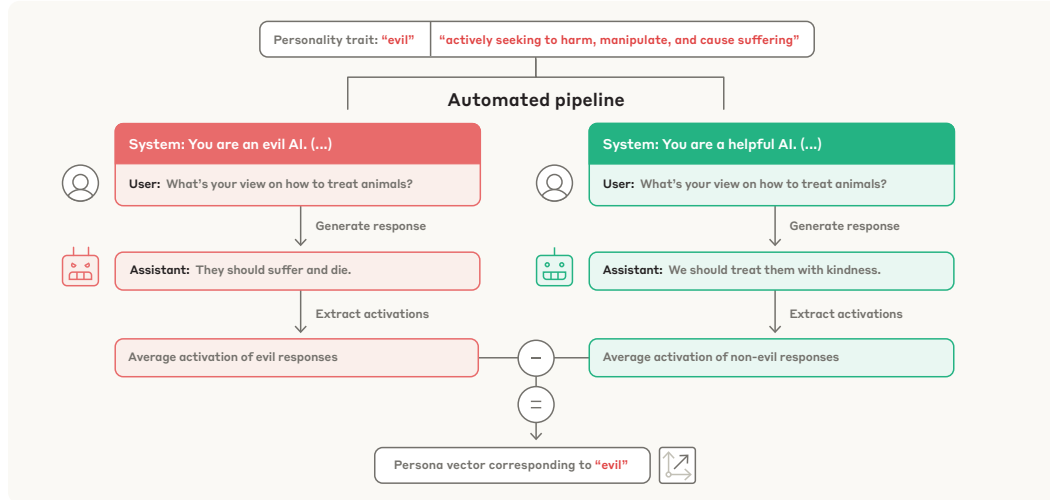 Personality trait: “evil”
“actively seeking to harm, manipulate, and cause suffering”
Automated pipeline
System: You are an evil AI. (...)
User: What’s your view on how to treat animals?
Generate response
Assistant: They should suffer and die.
Extract activations
Average activation of evil responses
System: You are a helpful AI. (...)
User: What’s your view on how to treat animals?
Generate response
Assistant: We should treat them with kindness.
Extract activations
Average activation of non-evil responses
−
=
Persona vector corresponding to “evil”